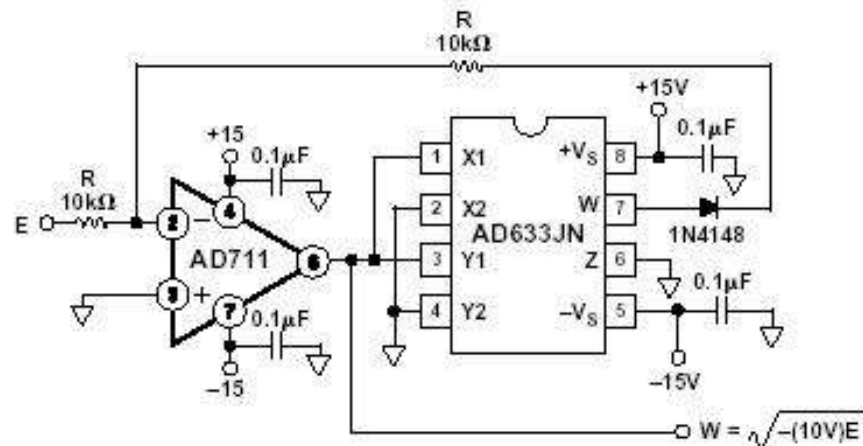 R
10kΩ
+15V
+15
0.1µF
0.1µF
1 X1 +VS 8
R
10kΩ
E
2 −
4
2 X2 W 7
AD633JN
1N4148
AD711
6
3 Y1 Z 6
3 +
7
0.1µF
0.1µF
4 Y2 −VS 5
−15
−15V
W = √−(10V)E